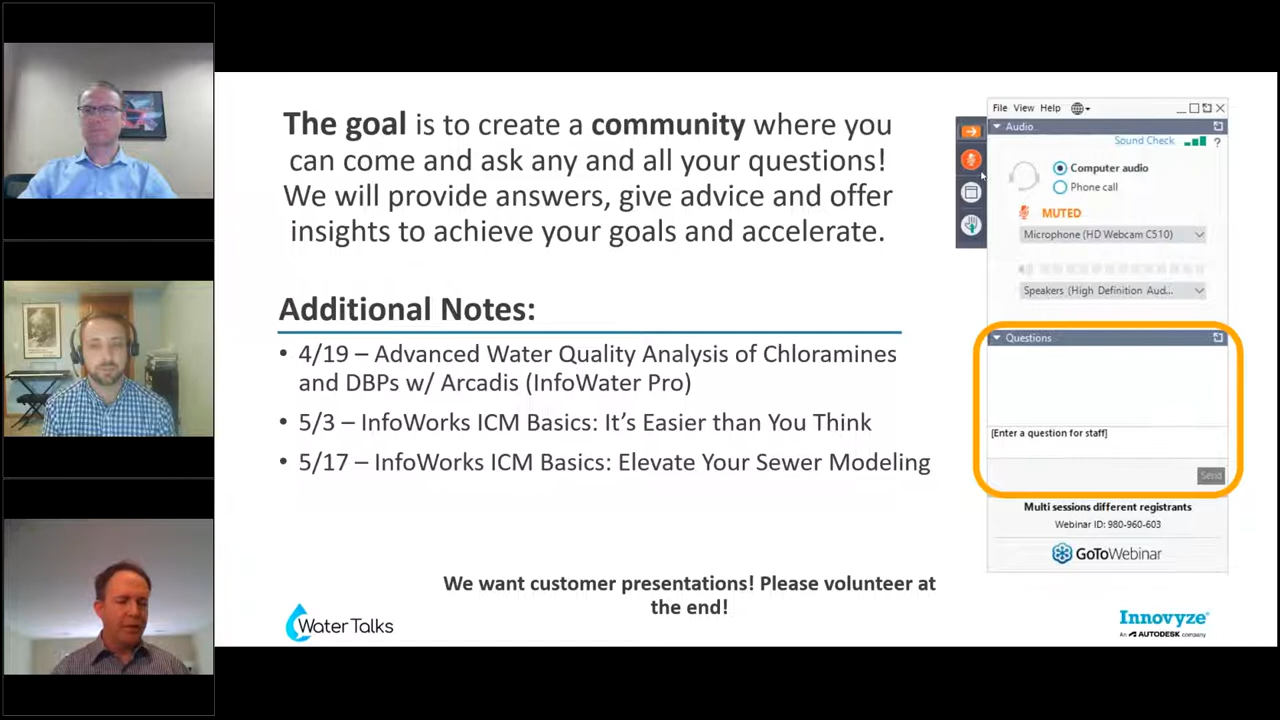 The goal is to create a community where you
can come and ask any and all your questions!
We will provide answers, give advice and offer
insights to achieve your goals and accelerate.
Additional Notes:
• 4/19 – Advanced Water Quality Analysis of Chloramines
and DBPs w/ Arcadis (InfoWater Pro)
• 5/3 – InfoWorks ICM Basics: It’s Easier than You Think
• 5/17 – InfoWorks ICM Basics: Elevate Your Sewer Modeling
We want customer presentations! Please volunteer at
the end!
Water Talks
File View Help
Audio
Sound Check
?
Computer audio
Phone call
MUTED
Microphone (HD Webcam C510)
Speakers (High Definition Aud...
Questions
[Enter a question for staff]
Send
Multi sessions different registrants
Webinar ID: 980-960-603
GoToWebinar
Innovyze®
An AUTODESK company